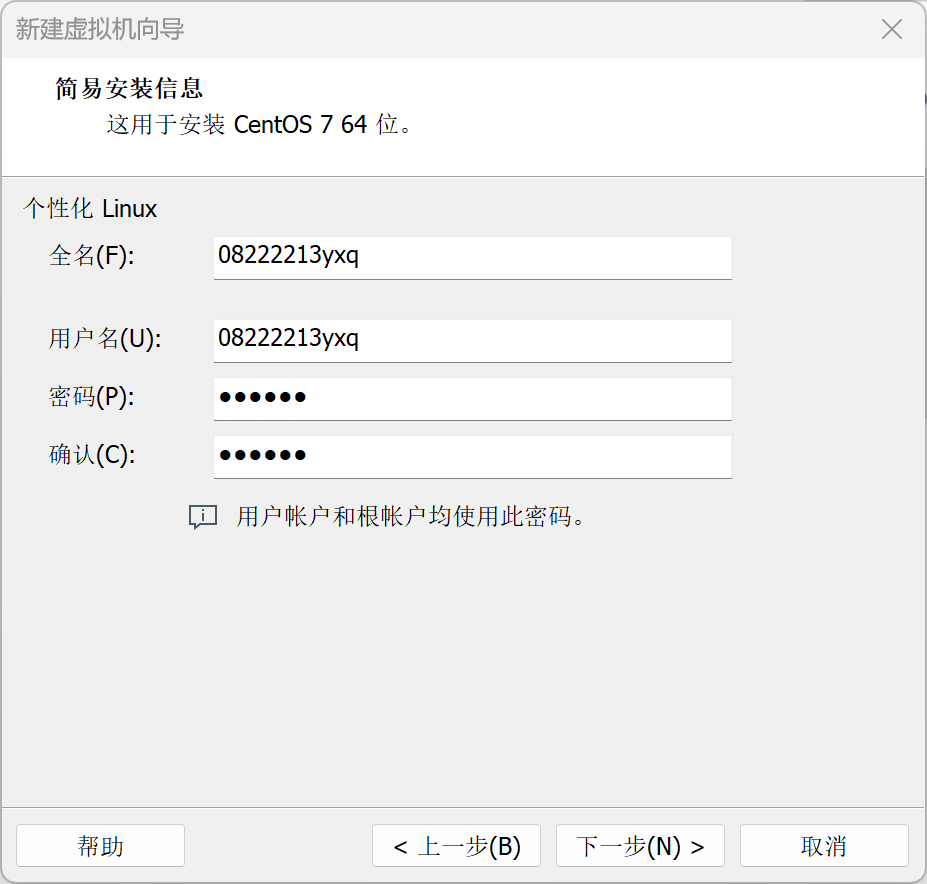 新建虚拟机向导
简易安装信息
这用于安装 CentOS 7 64 位。
个性化 Linux
全名(F): 08222213yxq
用户名(U): 08222213yxq
密码(P): ●●●●●●
确认(C): ●●●●●●
用户帐户和根帐户均使用此密码。
帮助 < 上一步(B) 下一步(N) > 取消